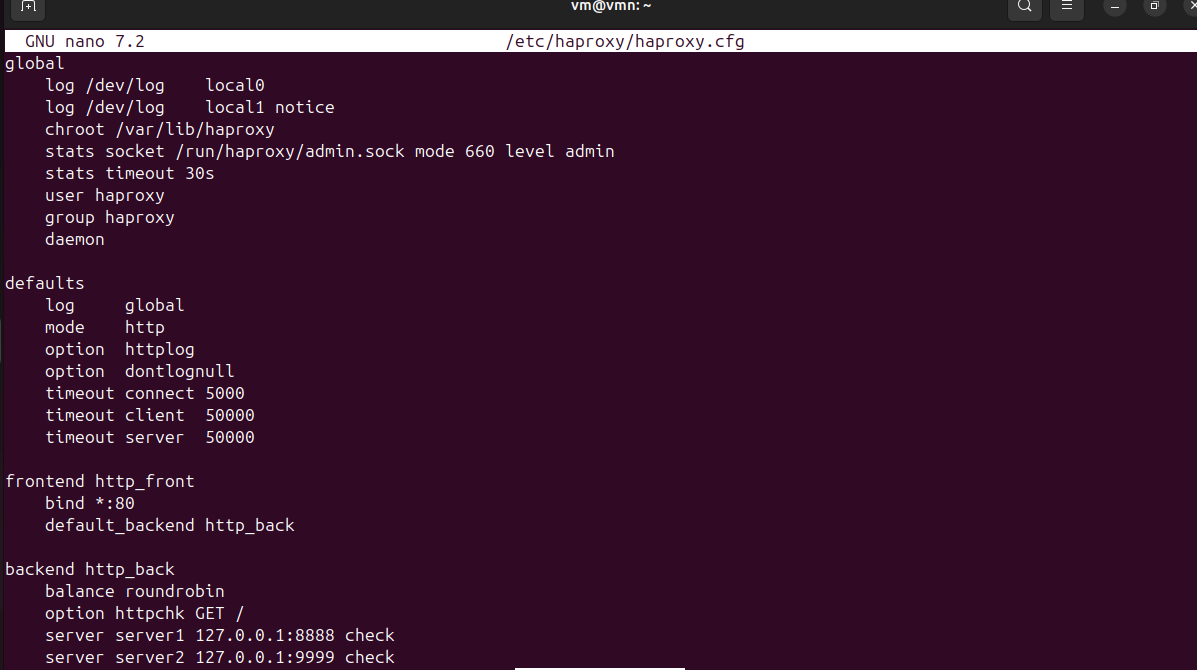 vm@vmn: ~
GNU nano 7.2 /etc/haproxy/haproxy.cfg
global
    log /dev/log    local0
    log /dev/log    local1 notice
    chroot /var/lib/haproxy
    stats socket /run/haproxy/admin.sock mode 660 level admin
    stats timeout 30s
    user haproxy
    group haproxy
    daemon

defaults
    log     global
    mode    http
    option  httplog
    option  dontlognull
    timeout connect 5000
    timeout client  50000
    timeout server  50000

frontend http_front
    bind *:80
    default_backend http_back

backend http_back
    balance roundrobin
    option httpchk GET /
    server server1 127.0.0.1:8888 check
    server server2 127.0.0.1:9999 check